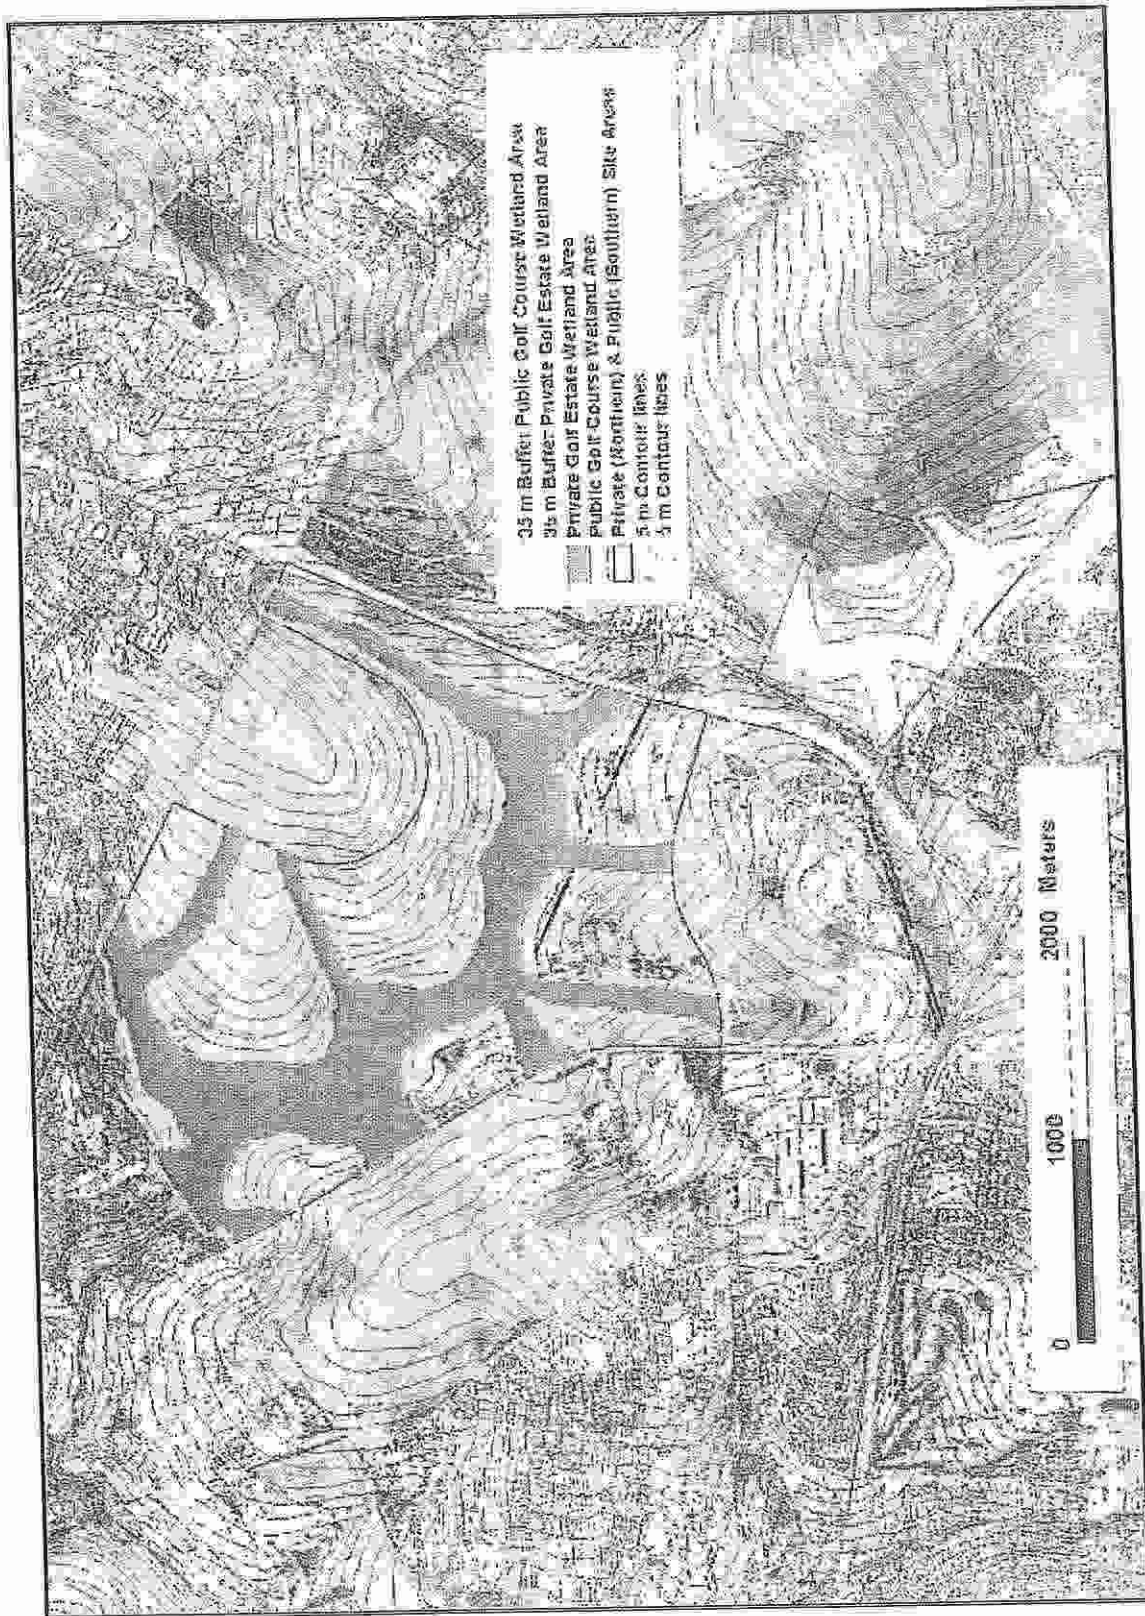 35 m Buffer Public Golf Course Wetland Area
35 m Buffer Private Golf Estate Wetland Area
Private Golf Estate Wetland Area
Public Golf Course Wetland Area
Private (Northern) & Public (Southern) Site Areas
5 m Contour lines
5 m Contour lines
0 1000 2000 Meters